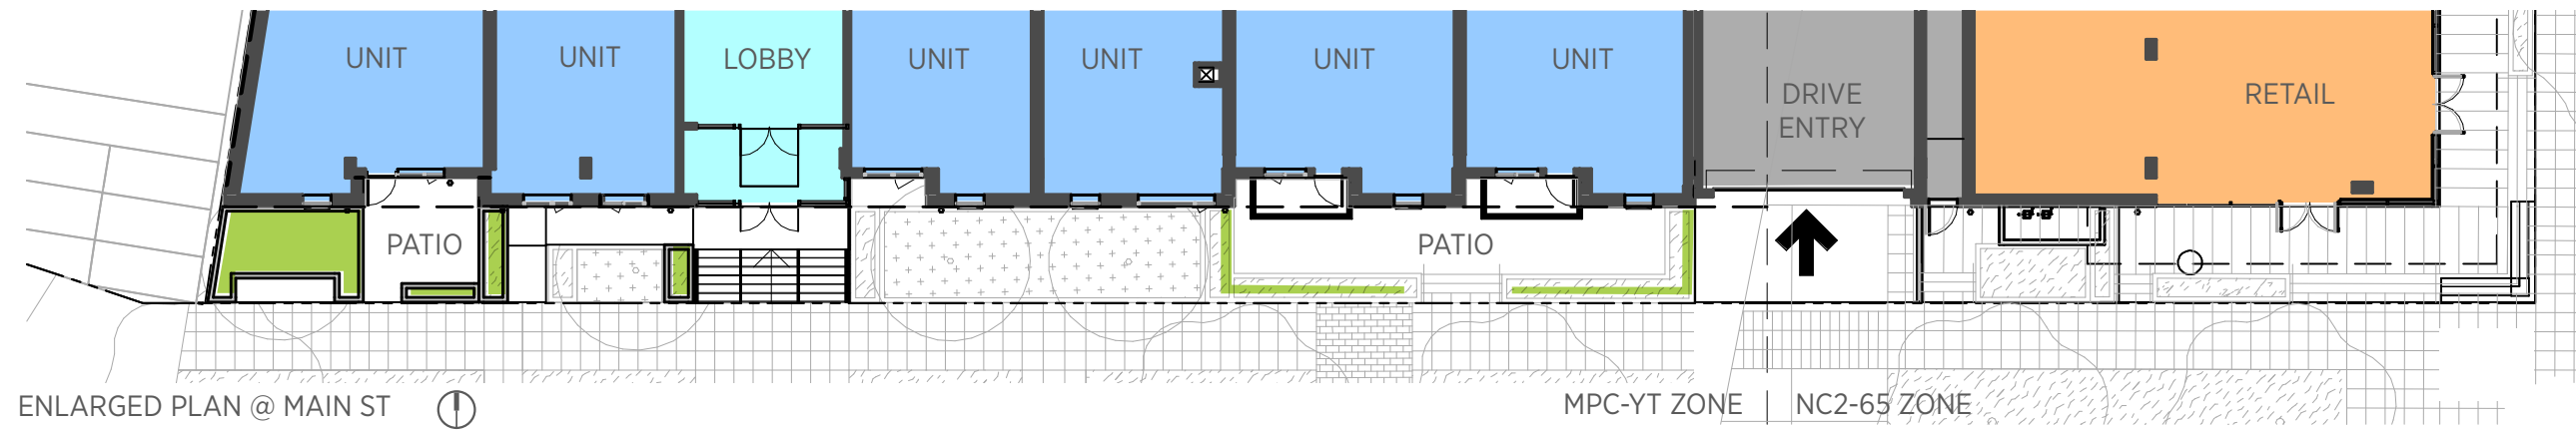 UNIT
UNIT
LOBBY
UNIT
UNIT
UNIT
UNIT
DRIVE
ENTRY
RETAIL
PATIO
PATIO
ENLARGED PLAN @ MAIN ST
MPC-YT ZONE
NC2-65 ZONE